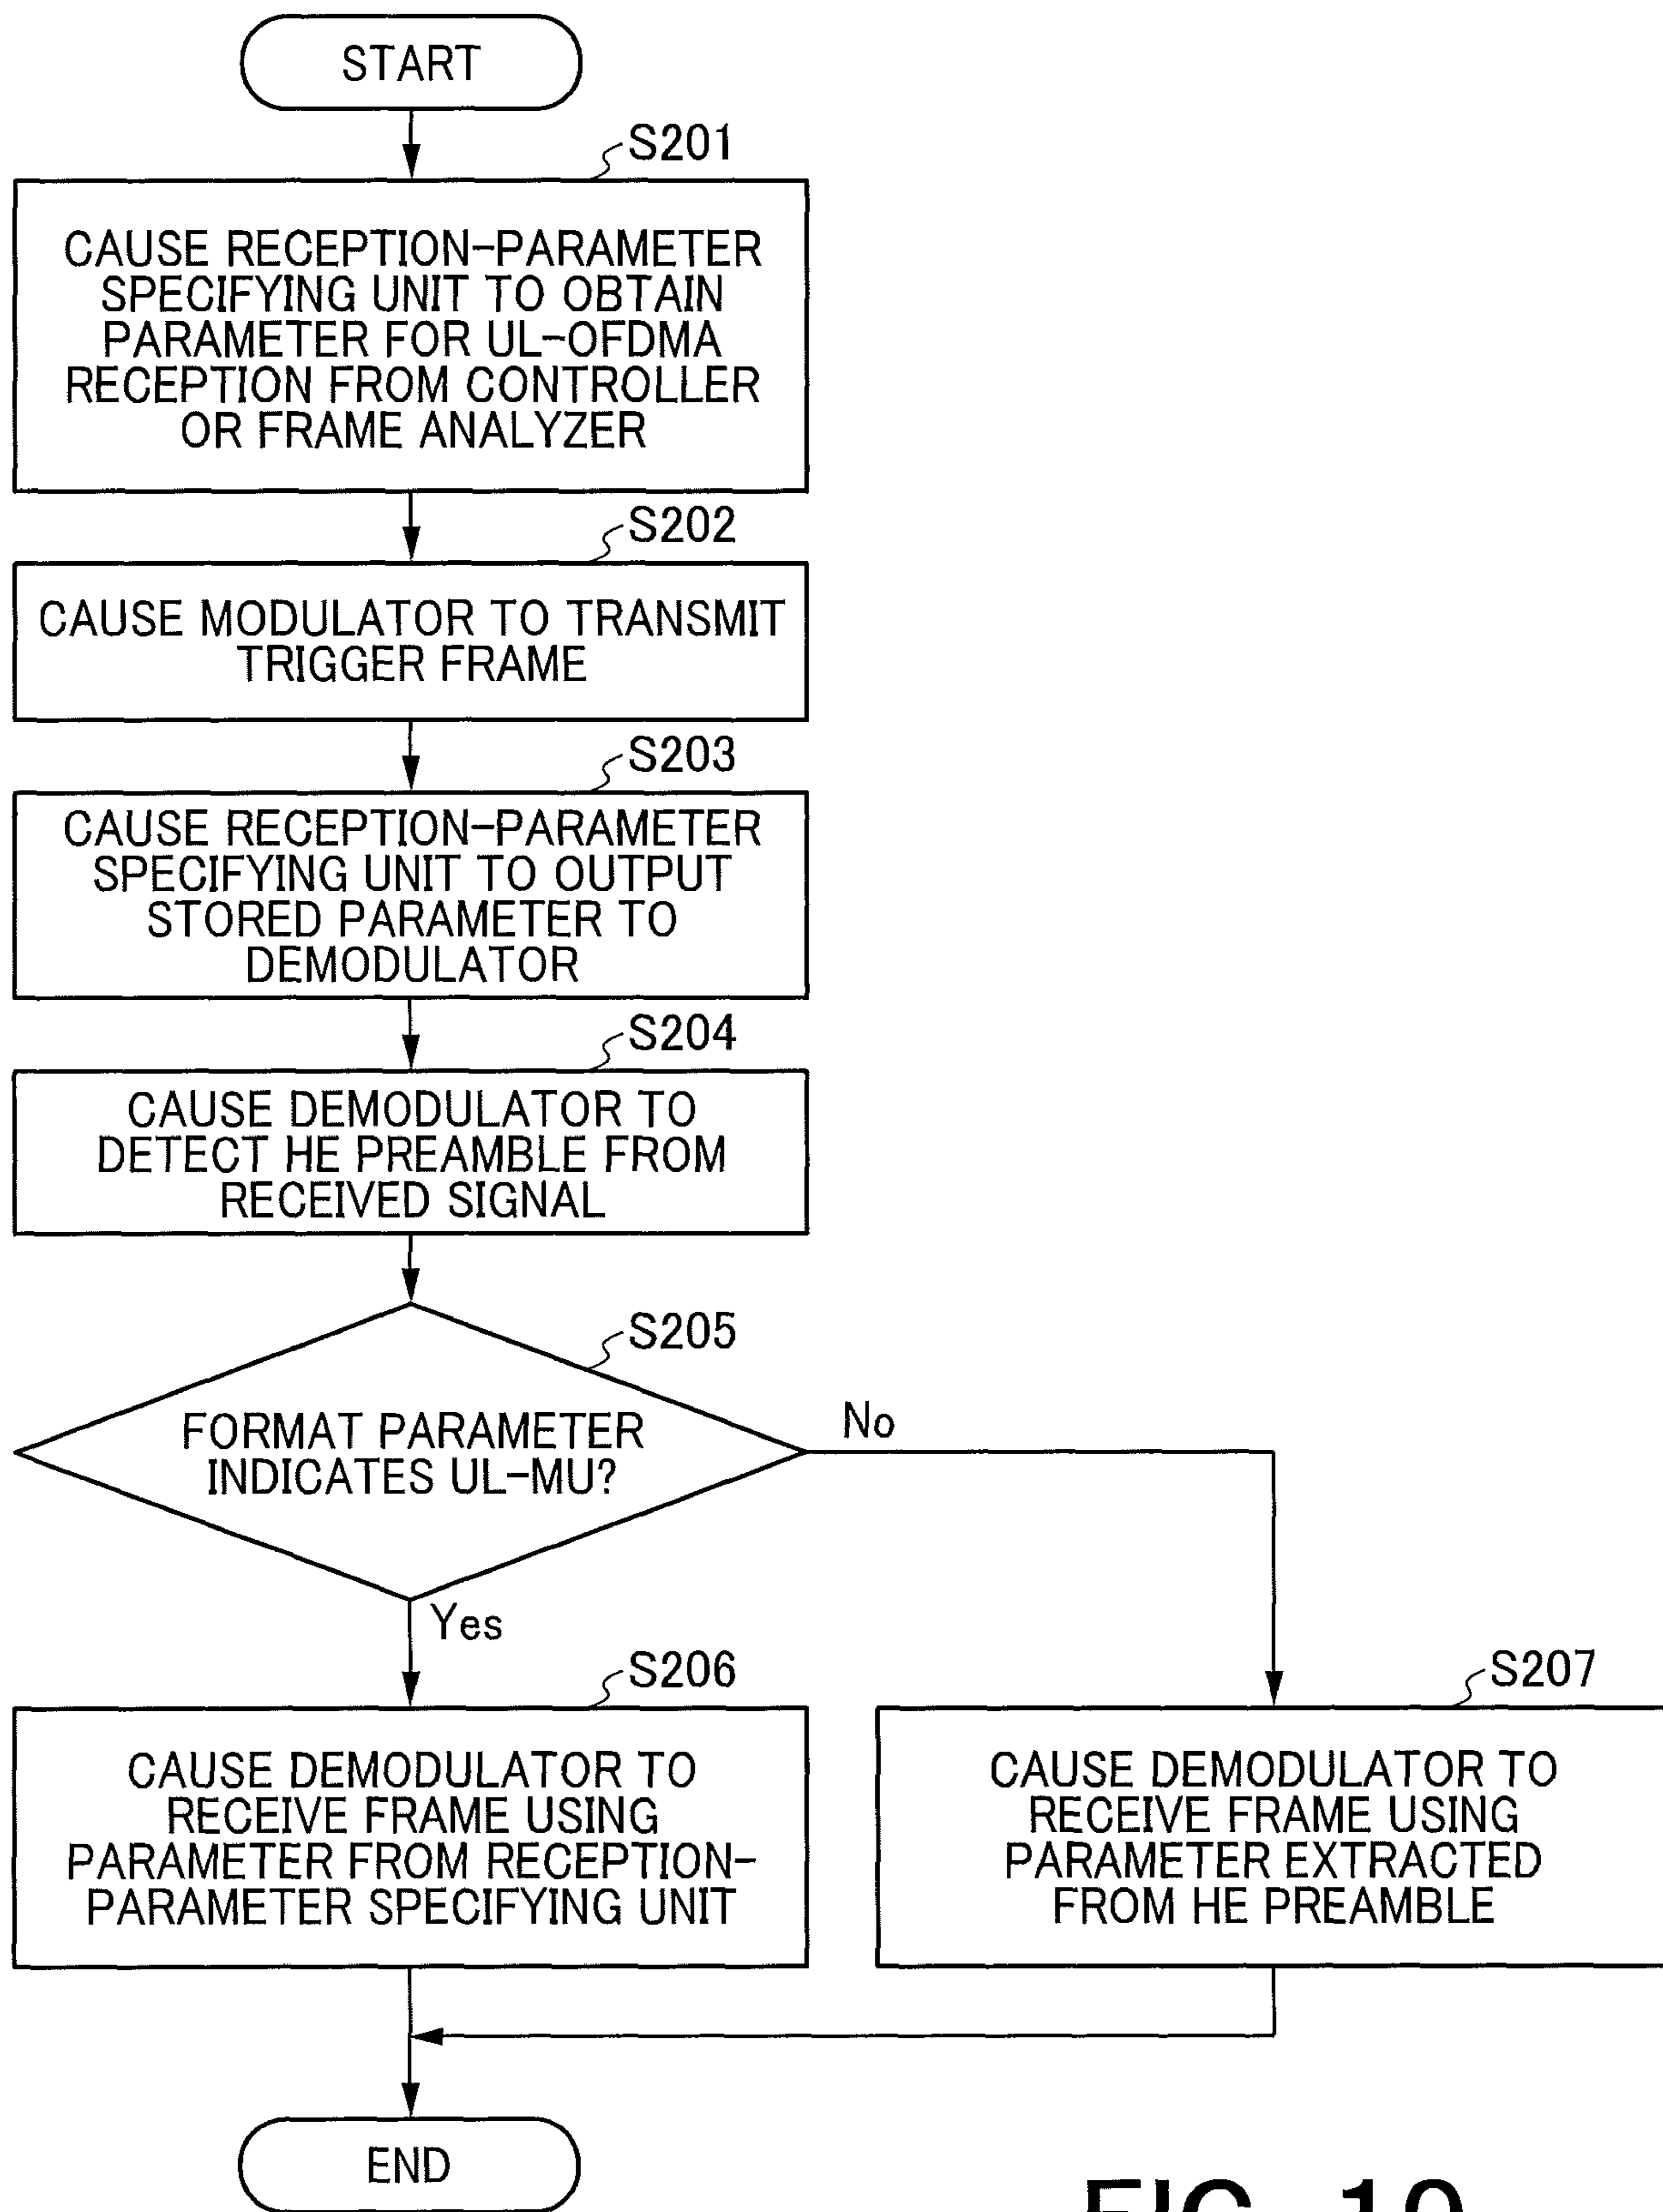 START
S201
CAUSE RECEPTION-PARAMETER
SPECIFYING UNIT TO OBTAIN
PARAMETER FOR UL-OFDMA
RECEPTION FROM CONTROLLER
OR FRAME ANALYZER
S202
CAUSE MODULATOR TO TRANSMIT
TRIGGER FRAME
S203
CAUSE RECEPTION-PARAMETER
SPECIFYING UNIT TO OUTPUT
STORED PARAMETER TO
DEMODULATOR
S204
CAUSE DEMODULATOR TO
DETECT HE PREAMBLE FROM
RECEIVED SIGNAL
S205
FORMAT PARAMETER
INDICATES UL-MU?
No
Yes
S206
CAUSE DEMODULATOR TO
RECEIVE FRAME USING
PARAMETER FROM RECEPTION-
PARAMETER SPECIFYING UNIT
S207
CAUSE DEMODULATOR TO
RECEIVE FRAME USING
PARAMETER EXTRACTED
FROM HE PREAMBLE
END
FIG.